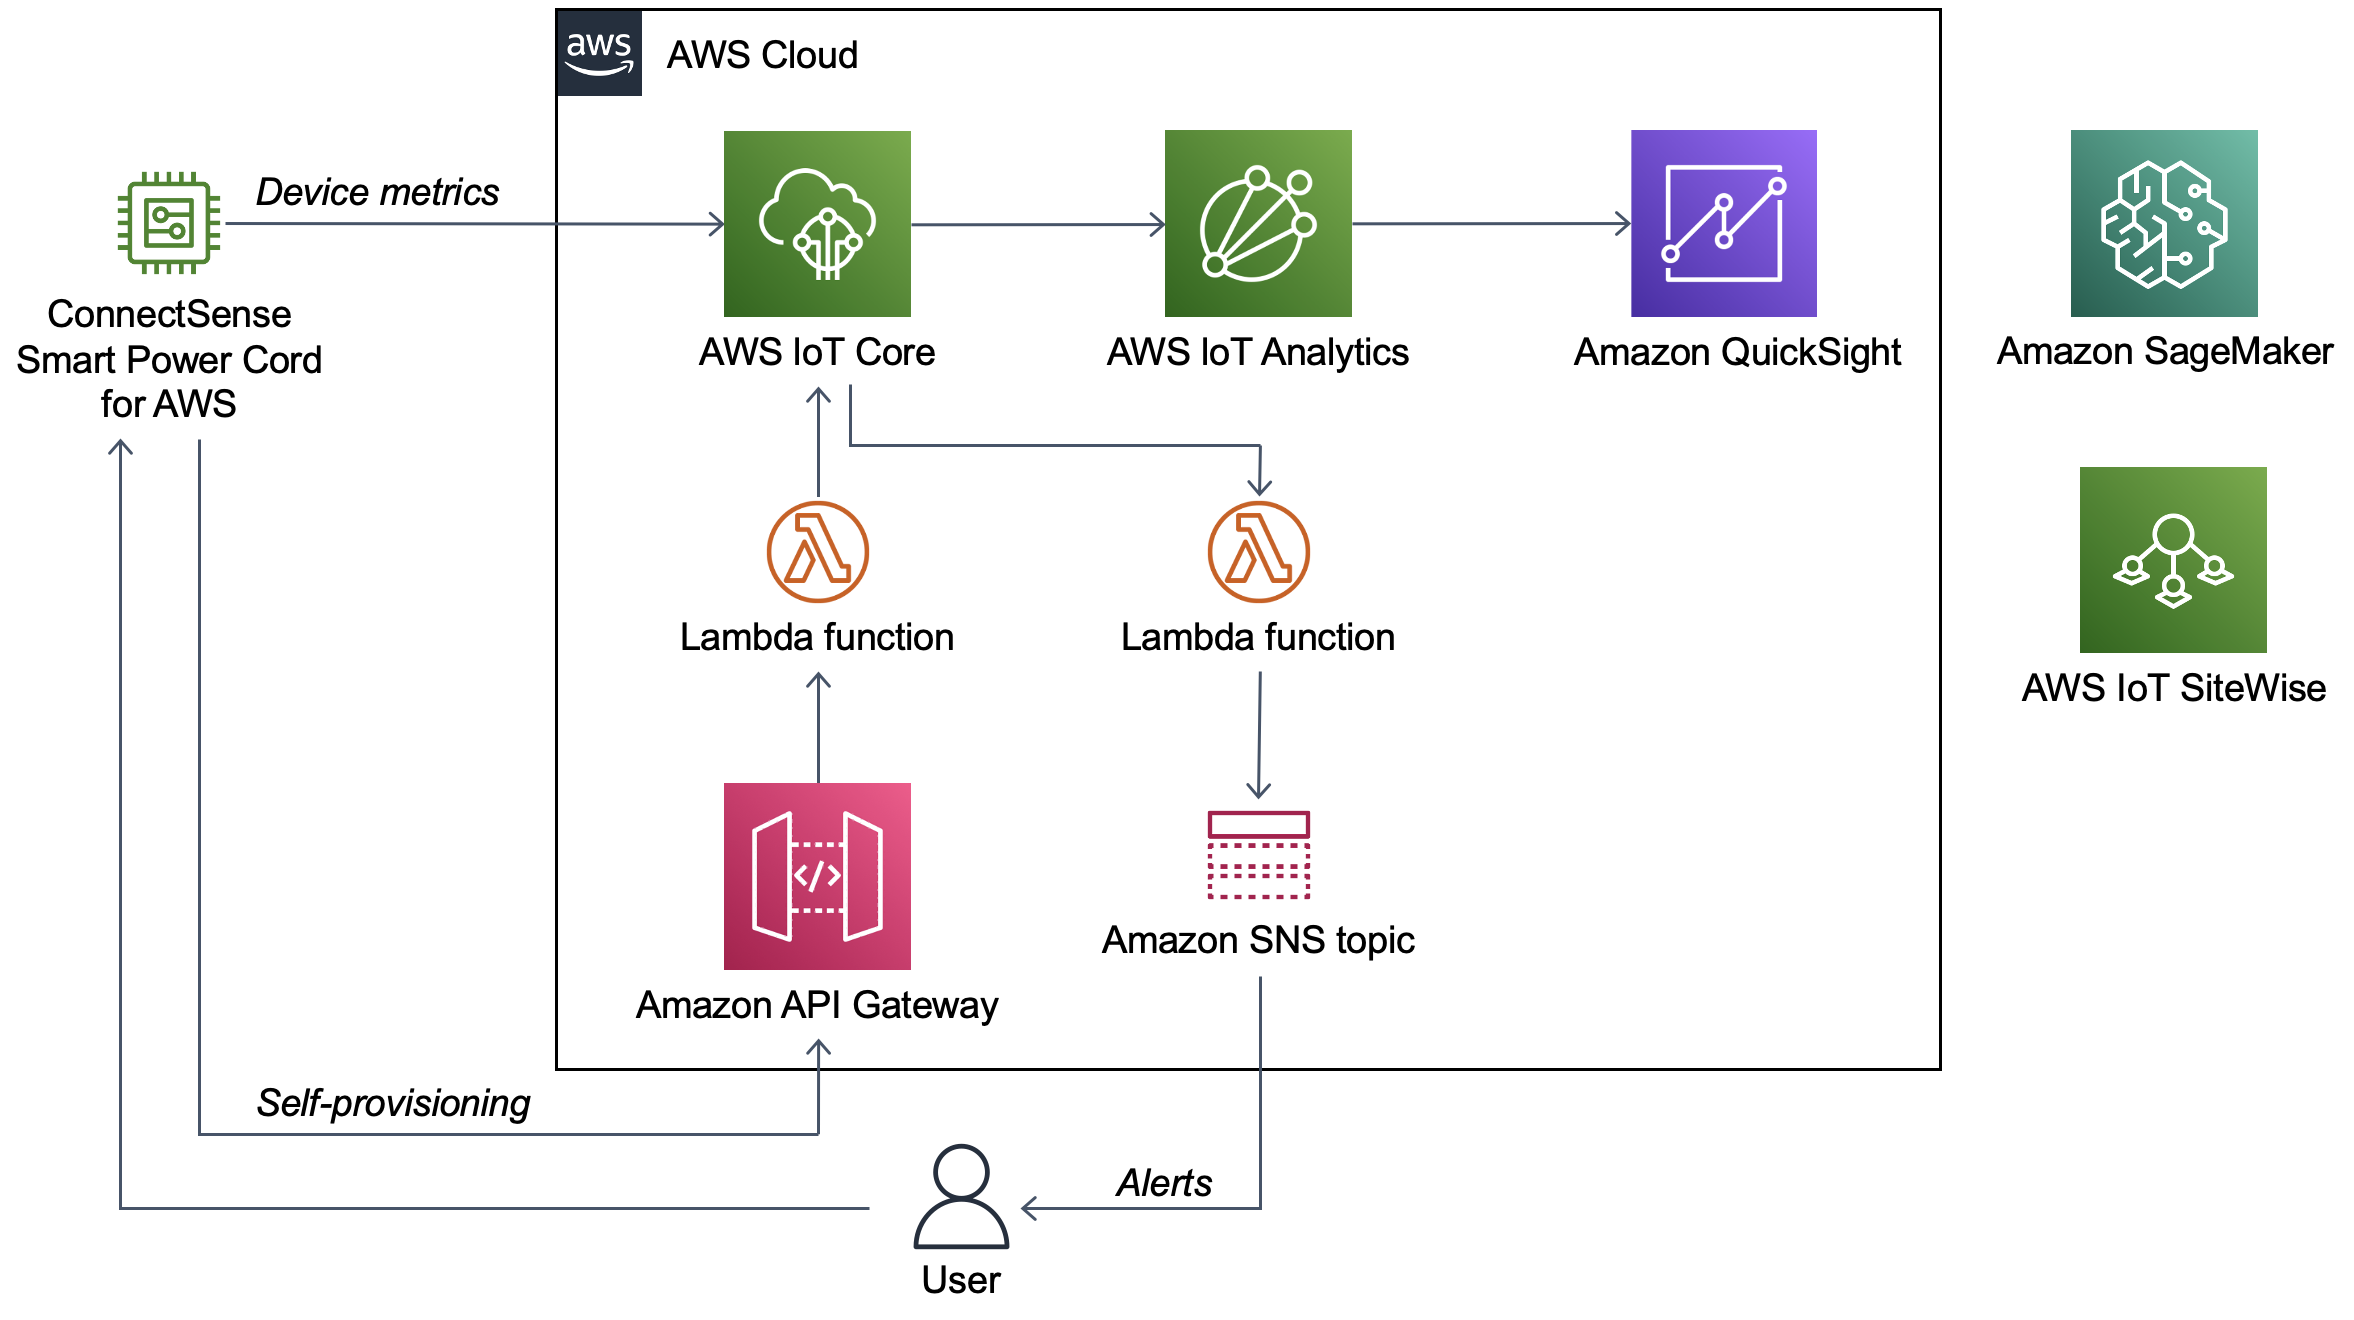 aws
AWS Cloud
Device metrics
ConnectSense
Smart Power Cord
for AWS
AWS IoT Core
AWS IoT Analytics
Amazon QuickSight
Amazon SageMaker
Lambda function
Lambda function
AWS IoT SiteWise
</>
Amazon SNS topic
Amazon API Gateway
Self-provisioning
Alerts
User